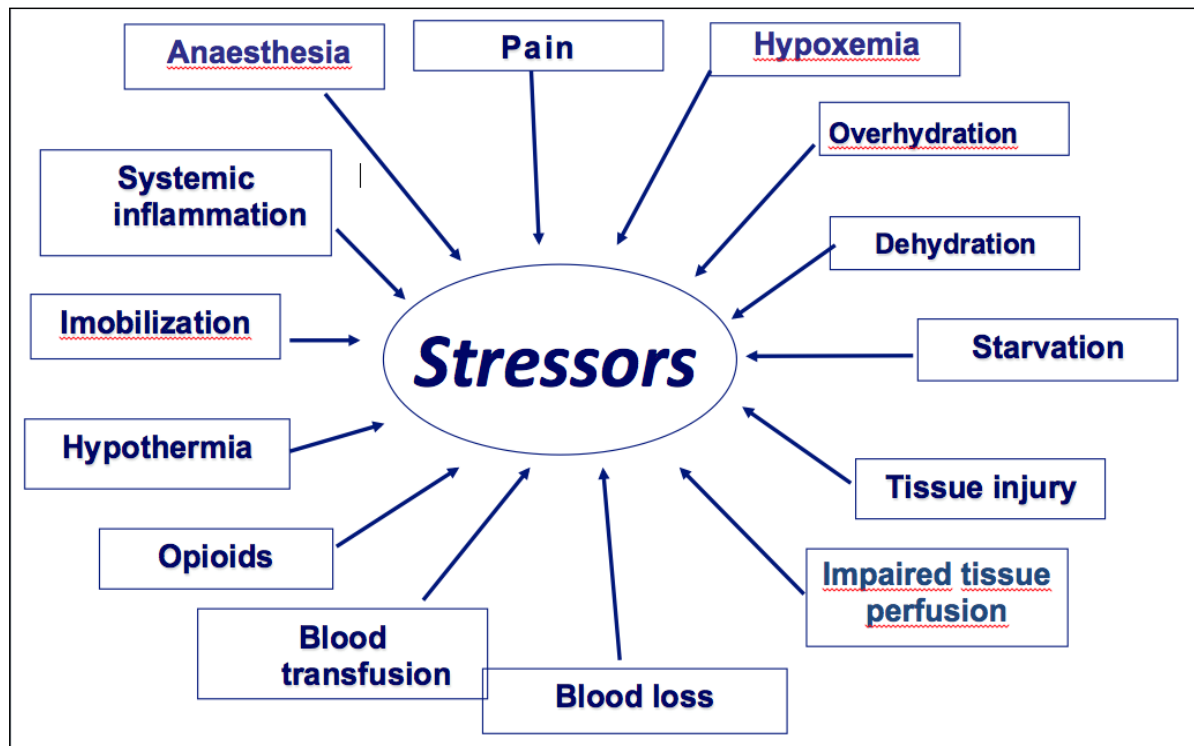 Anaesthesia
Pain
Hypoxemia
Overhydration
Systemic
inflammation
Dehydration
Imobilization
Stressors
Starvation
Hypothermia
Tissue injury
Opioids
Impaired tissue
perfusion
Blood
transfusion
Blood loss